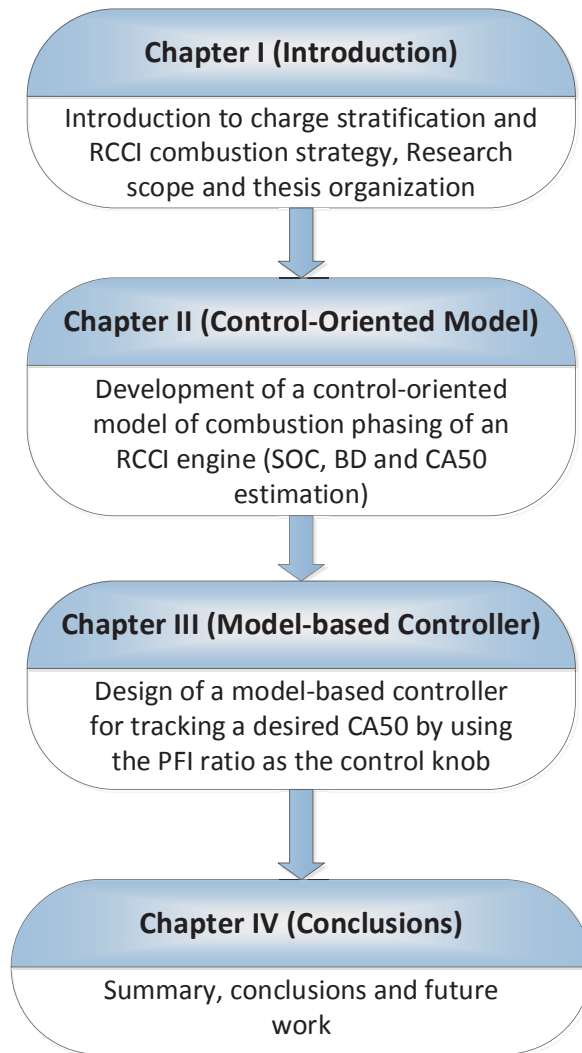 Chapter I (Introduction)
Introduction to charge stratification and
RCCI combustion strategy, Research
scope and thesis organization
Chapter II (Control-Oriented Model)
Development of a control-oriented
model of combustion phasing of an
RCCI engine (SOC, BD and CA50
estimation)
Chapter III (Model-based Controller)
Design of a model-based controller
for tracking a desired CA50 by using
the PFI ratio as the control knob
Chapter IV (Conclusions)
Summary, conclusions and future
work